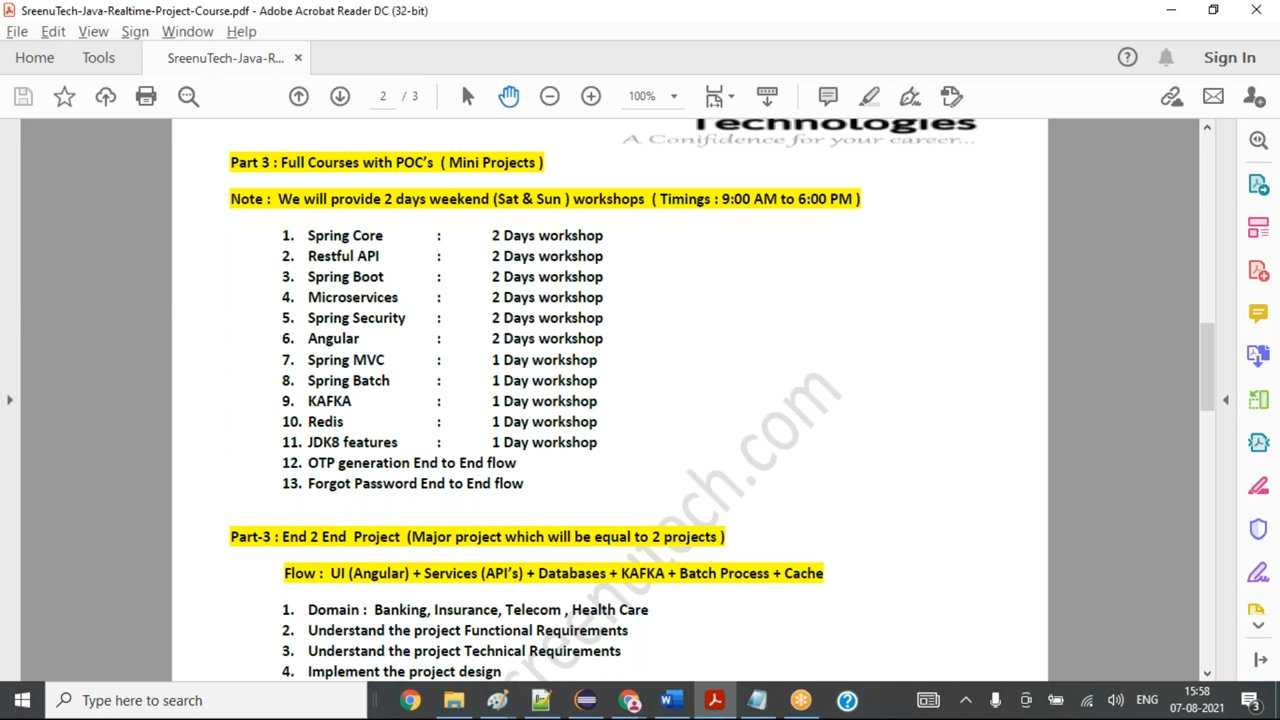 SreenuTech-Java-Realtime-Project-Course.pdf - Adobe Acrobat Reader DC (32-bit)
File Edit View Sign Window Help
Home Tools SreenuTech-Java-R... Sign In
2 / 3 100%
Technologies
A Confidence for your career...
Part 3 : Full Courses with POC's ( Mini Projects )
Note : We will provide 2 days weekend (Sat & Sun ) workshops ( Timings : 9:00 AM to 6:00 PM )
1. Spring Core : 2 Days workshop
2. Restful API : 2 Days workshop
3. Spring Boot : 2 Days workshop
4. Microservices : 2 Days workshop
5. Spring Security : 2 Days workshop
6. Angular : 2 Days workshop
7. Spring MVC : 1 Day workshop
8. Spring Batch : 1 Day workshop
9. KAFKA : 1 Day workshop
10. Redis : 1 Day workshop
11. JDK8 features : 1 Day workshop
12. OTP generation End to End flow
13. Forgot Password End to End flow
sreenutech.com
Part-3 : End 2 End Project (Major project which will be equal to 2 projects )
Flow : UI (Angular) + Services (API's) + Databases + KAFKA + Batch Process + Cache
1. Domain : Banking, Insurance, Telecom , Health Care
2. Understand the project Functional Requirements
3. Understand the project Technical Requirements
4. Implement the project design
Type here to search
ENG
15:58
07-08-2021
3